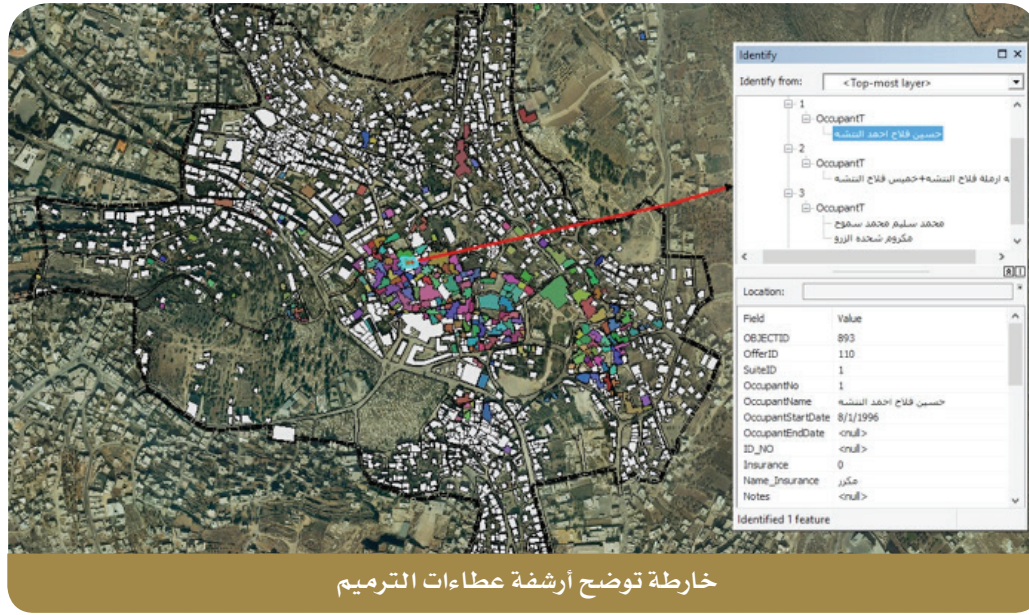 Identify
Identify from: <Top-most layer>
1
OccupantT
حسين فلاح احمد النتشه
2
OccupantT
ه ارملة فلاح النتشه+خميس فلاح النتشه
3
OccupantT
محمد سليم محمد سموح
مكروم شحده الزرو
Location:
Field Value
OBJECTID 893
OfferID 110
SuiteID 1
OccupantNo 1
OccupantName حسين فلاح احمد النتشه
OccupantStartDate 8/1/1996
OccupantEndDate <null>
ID_NO <null>
Insurance 0
Name_Insurance مكرر
Notes <null>
Identified 1 feature
خارطة توضح أرشفة عطاءات الترميم